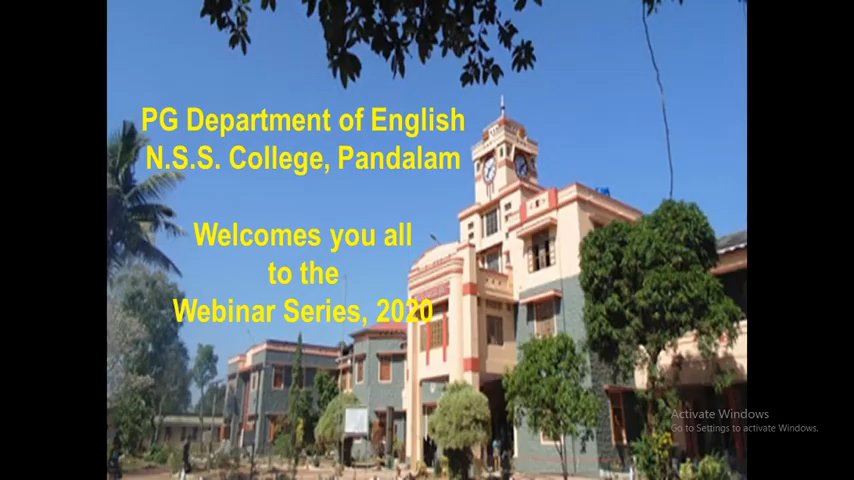 PG Department of English
N.S.S. College, Pandalam
Welcomes you all
to the
Webinar Series, 2020
Activate Windows
Go to Settings to activate Windows.